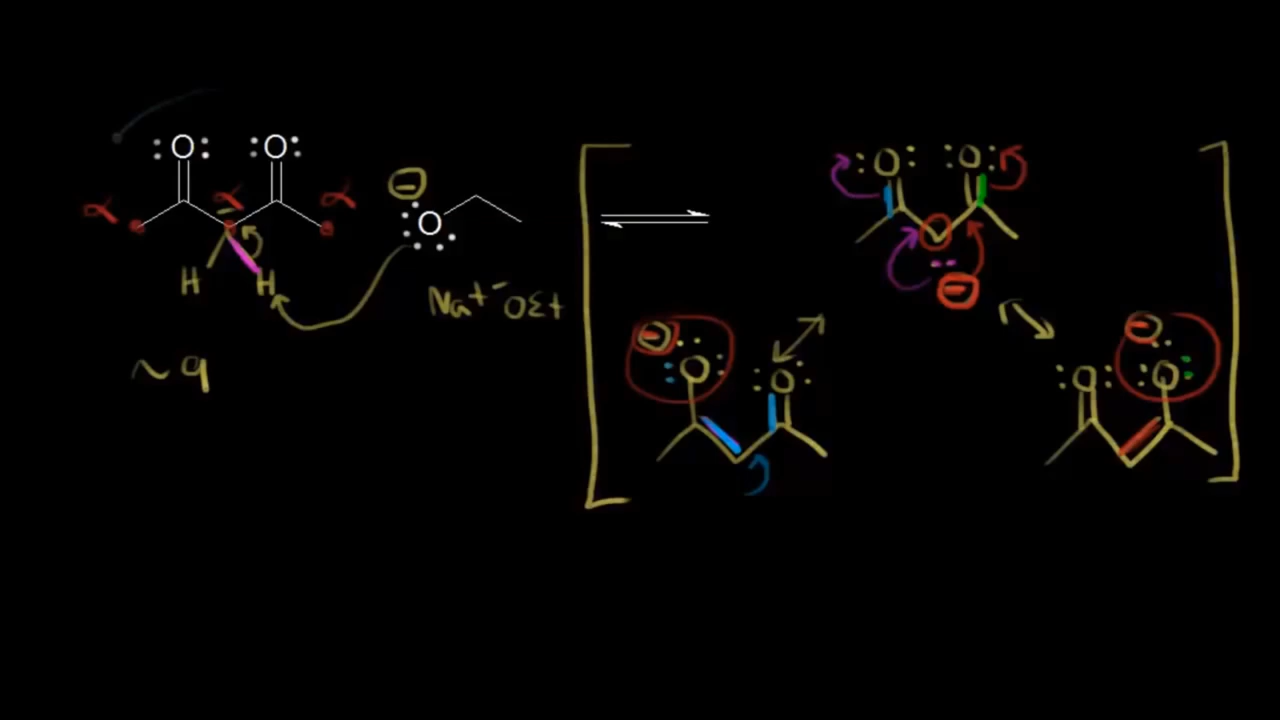 :O: :O:
α α α
H H
⊖
:O:
Na⁺ ⁻OEt
~ 9
:O: :O:
⊖
⊖
:O: :O:
⊖
:O: :O: